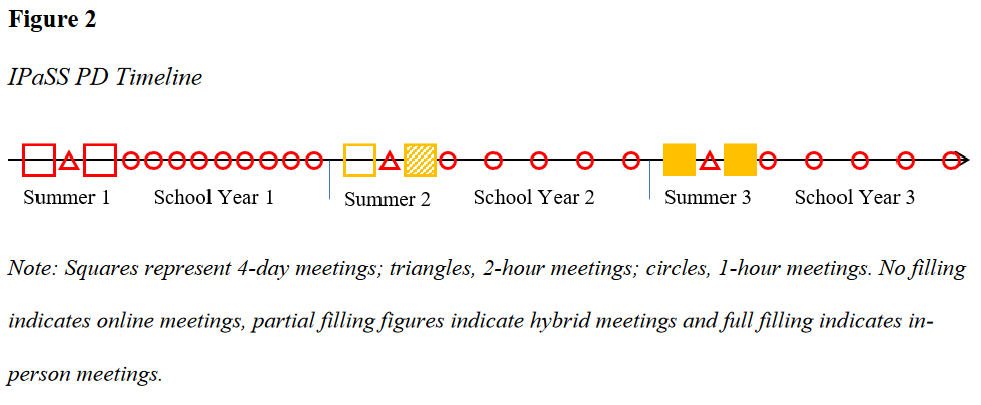 Figure 2
IPaSS PD Timeline
Summer 1 School Year 1 Summer 2 School Year 2 Summer 3 School Year 3
Note: Squares represent 4-day meetings; triangles, 2-hour meetings; circles, 1-hour meetings. No filling
indicates online meetings, partial filling figures indicate hybrid meetings and full filling indicates in-
person meetings.